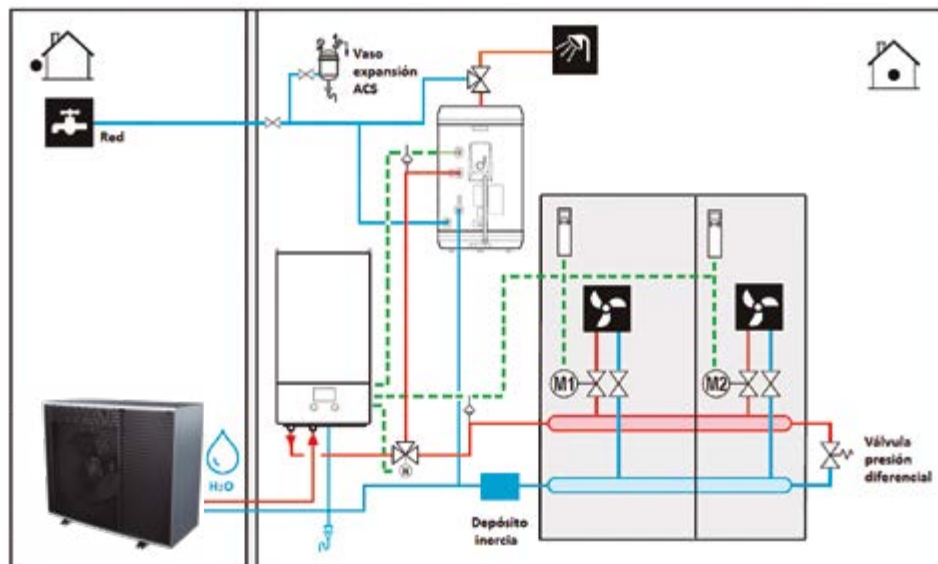 Vaso
expansión
ACS
Red
M1
M2
H₂O
Válvula
presión
diferencial
Depósito
inercia